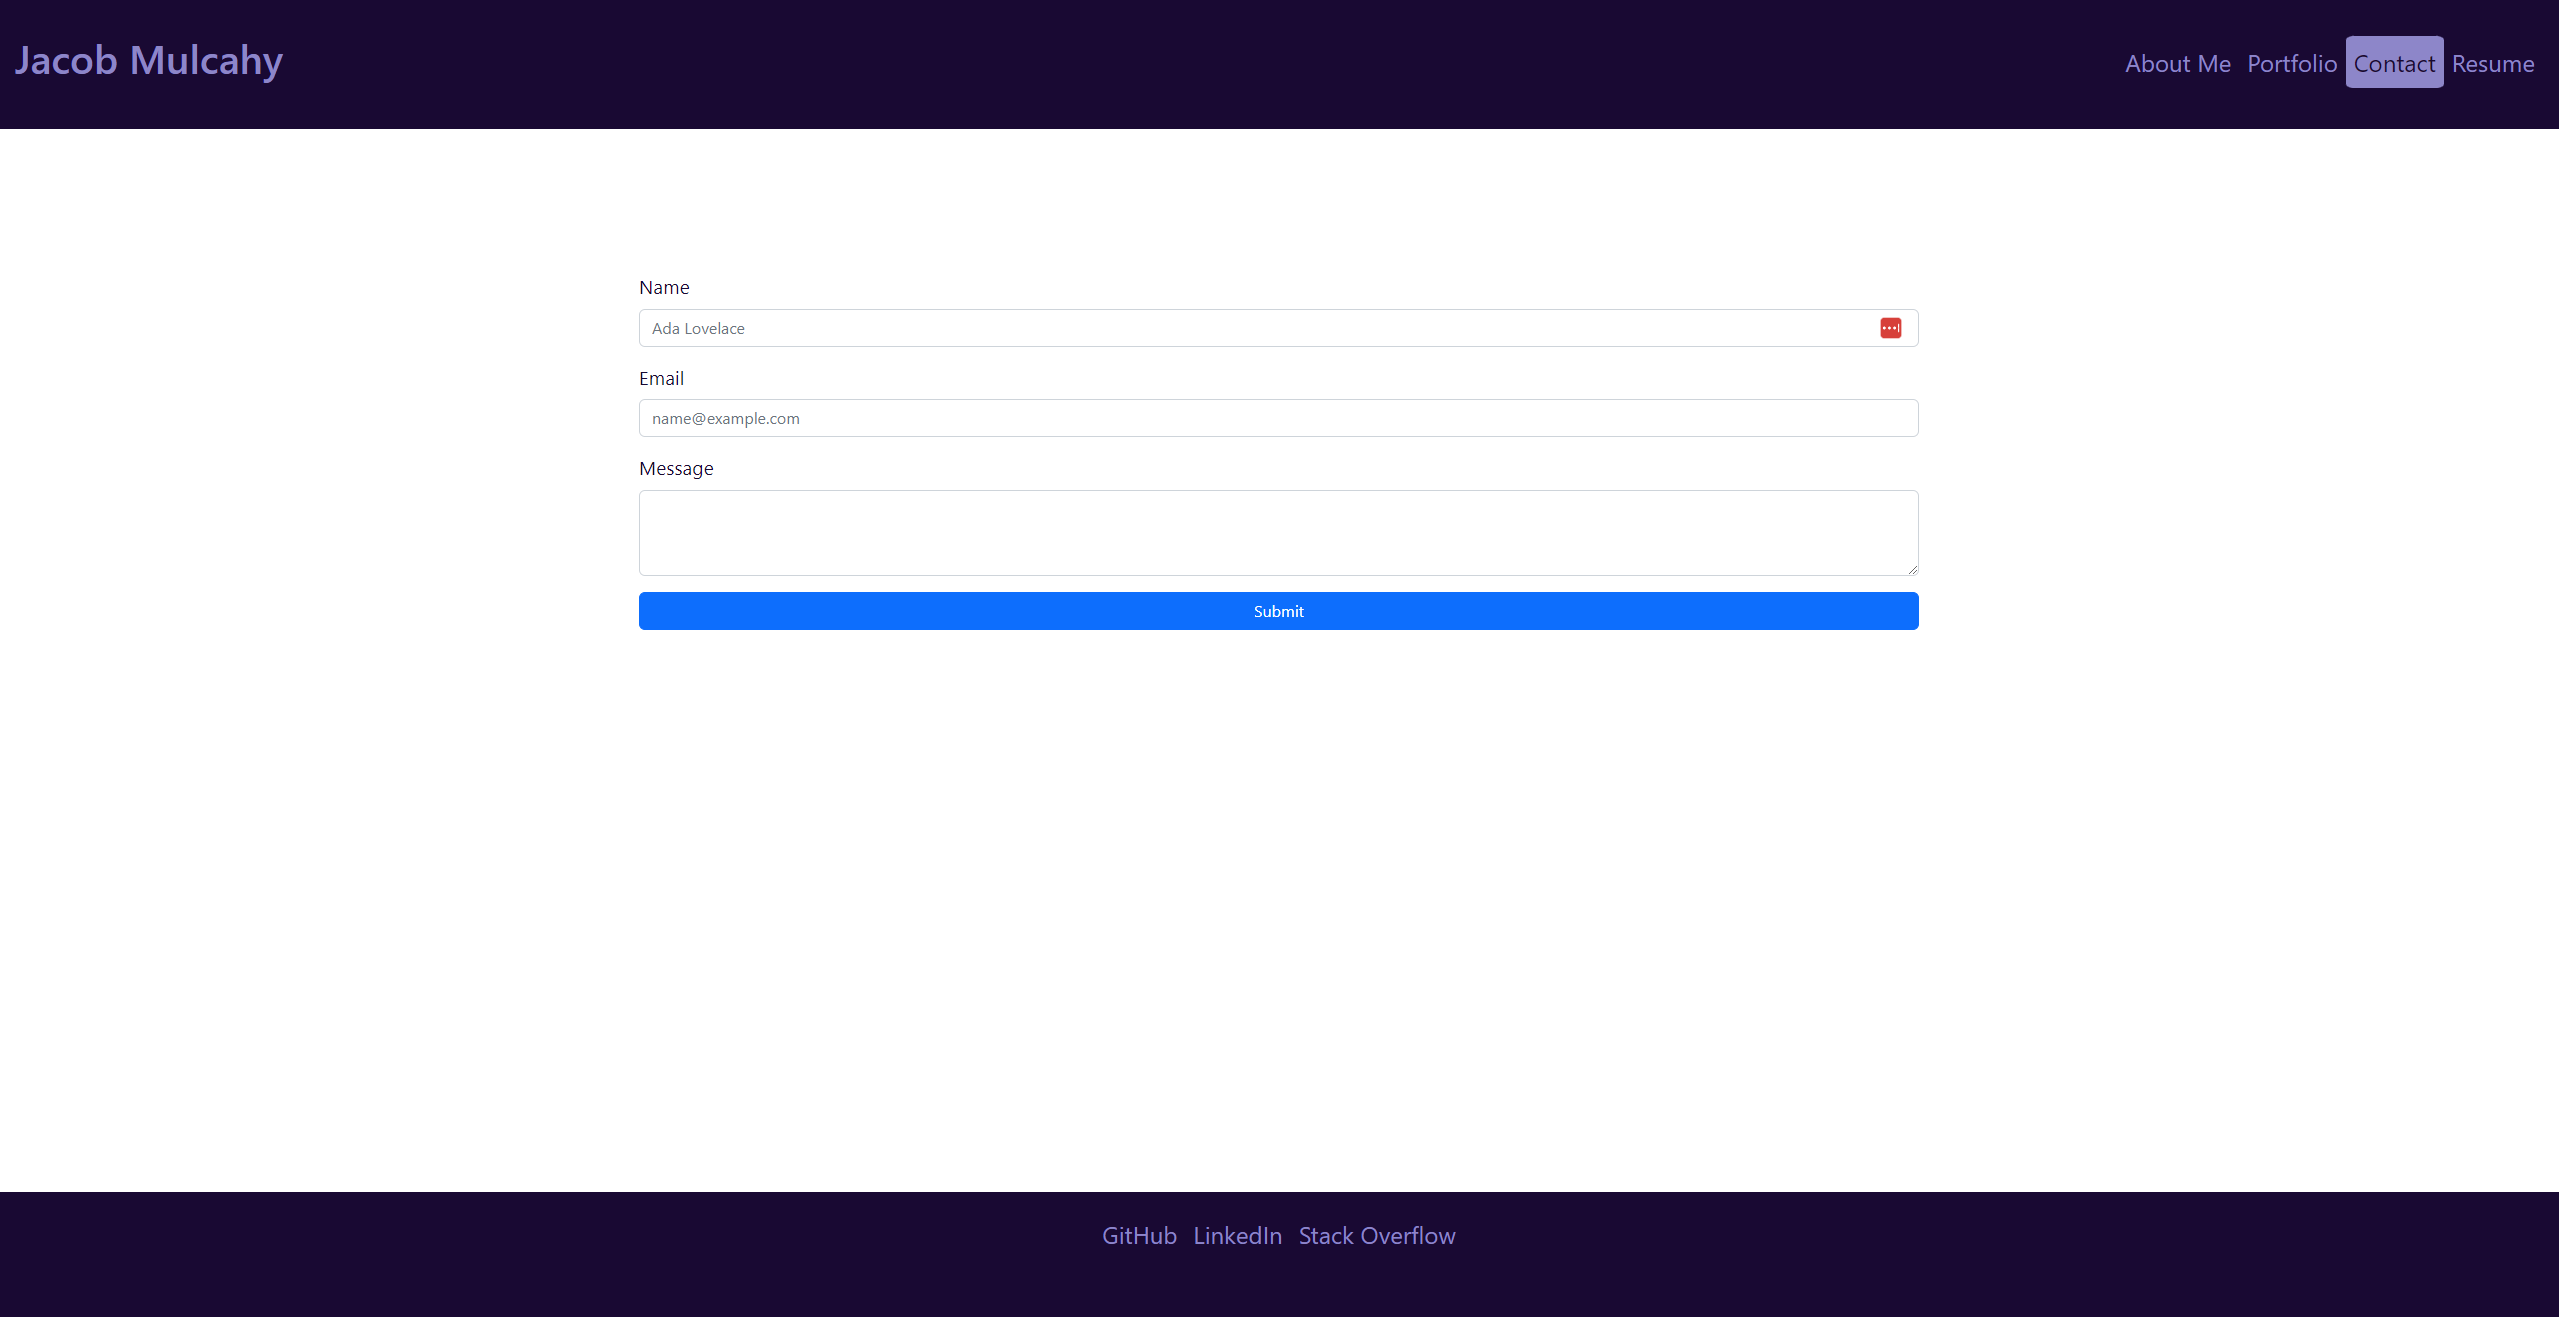 Jacob Mulcahy
About Me Portfolio Contact Resume
Name
Ada Lovelace
Email
name@example.com
Message
Submit
GitHub LinkedIn Stack Overflow